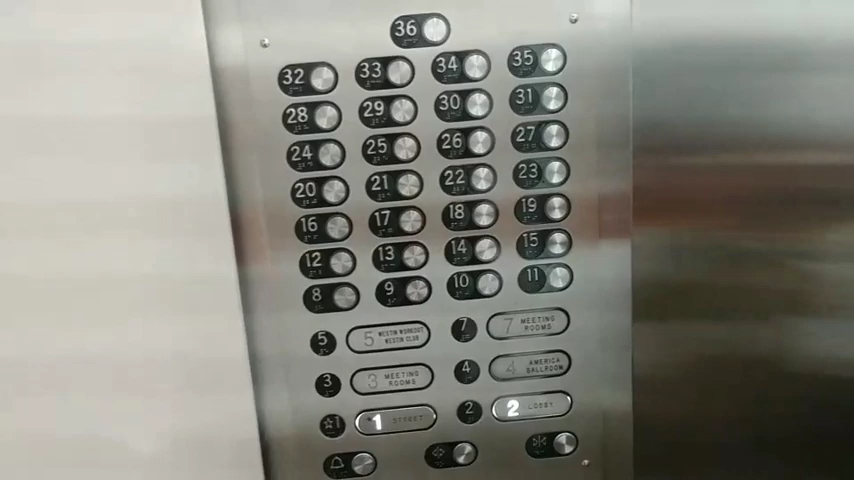 36
32 33 34 35
28 29 30 31
24 25 26 27
20 21 22 23
16 17 18 19
12 13 14 15
8 9 10 11
5 5 WESTIN WORKOUT
WESTIN CLUB
7 7 MEETING
ROOMS
3 3 MEETING
ROOMS
4 4 AMERICA
BALLROOM
☆1 *1 STREET
2 2 LOBBY